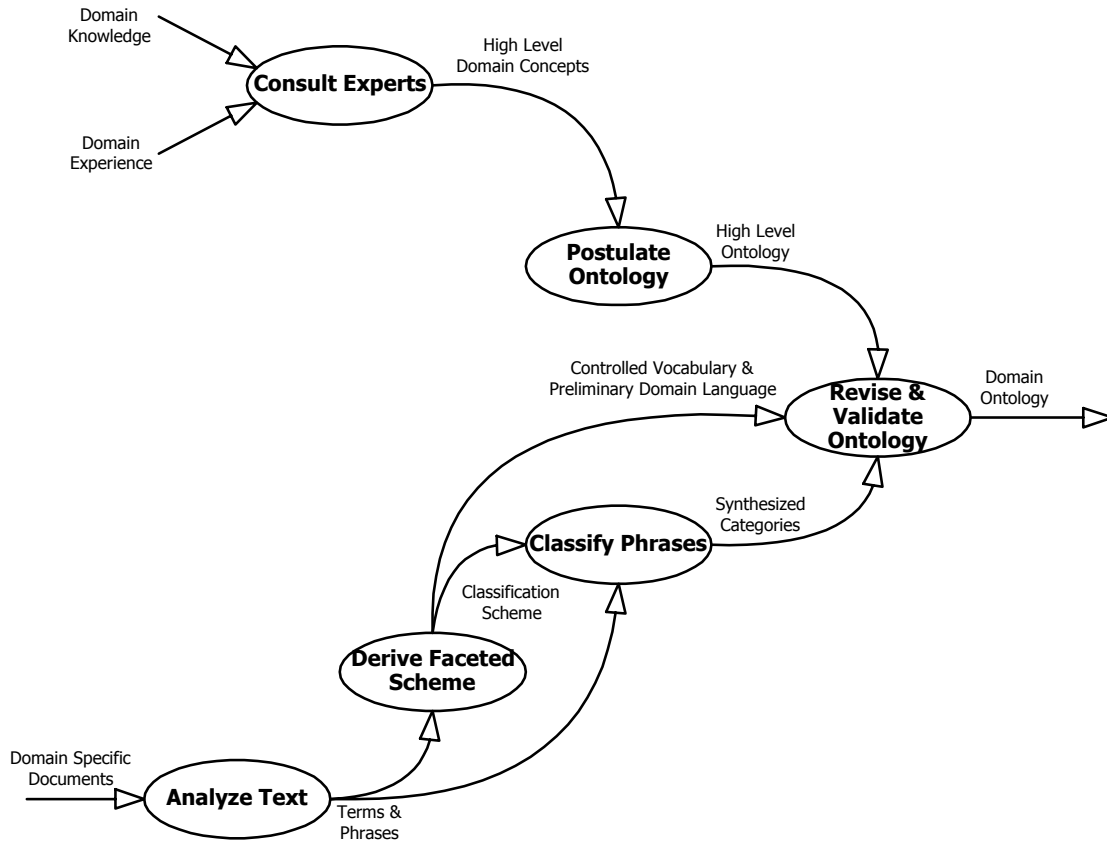 Domain
Knowledge
High Level
Domain Concepts
Consult Experts
Domain
Experience
Postulate
Ontology
High Level
Ontology
Controlled Vocabulary &
Preliminary Domain Language
Revise &
Validate
Ontology
Domain
Ontology
Synthesized
Categories
Classify Phrases
Classification
Scheme
Derive Faceted
Scheme
Domain Specific
Documents
Analyze Text
Terms &
Phrases